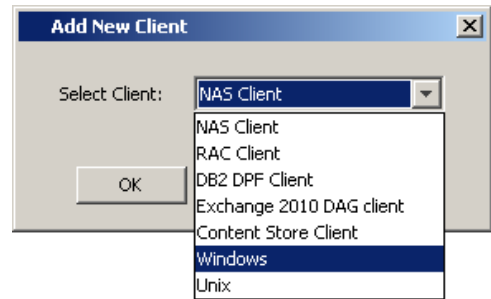 Add New Client
Select Client: NAS Client
NAS Client
RAC Client
DB2 DPF Client
OK
Exchange 2010 DAG client
Content Store Client
Windows
Unix